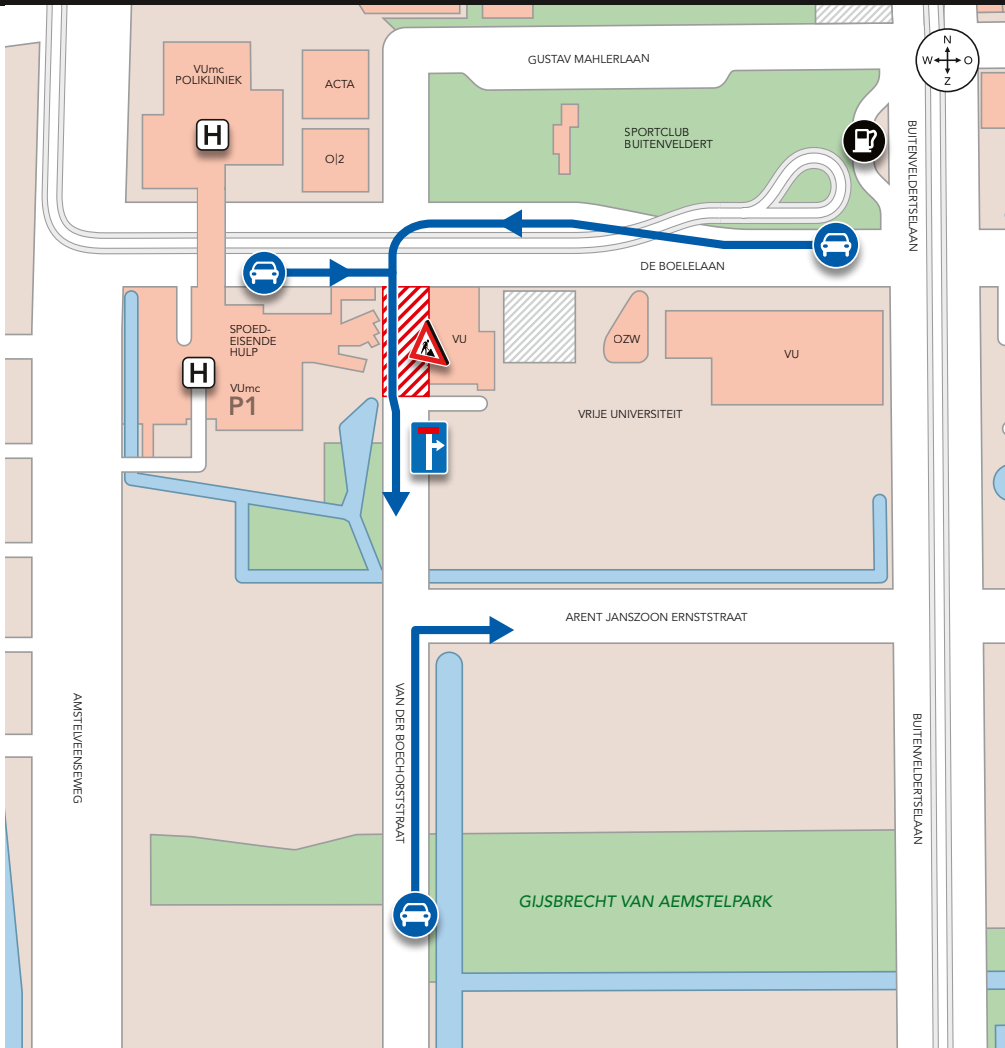 GUSTAV MAHLERLAAN
N
W
O
Z
VUmc
POLIKLINIEK
ACTA
H
O|2
SPORTCLUB
BUITENVELDERT
BUITENVELDERTSELAAN
DE BOELELAAN
SPOED-
EISENDE
HULP
VU
OZW
VU
H
VUmc
P1
VRIJE UNIVERSITEIT
ARENT JANSZOON ERNSTSTRAAT
AMSTELVEENSEWEG
VAN DER BOECHORSTSTRAAT
BUITENVELDERTSELAAN
GIJSBRECHT VAN AEMSTELPARK